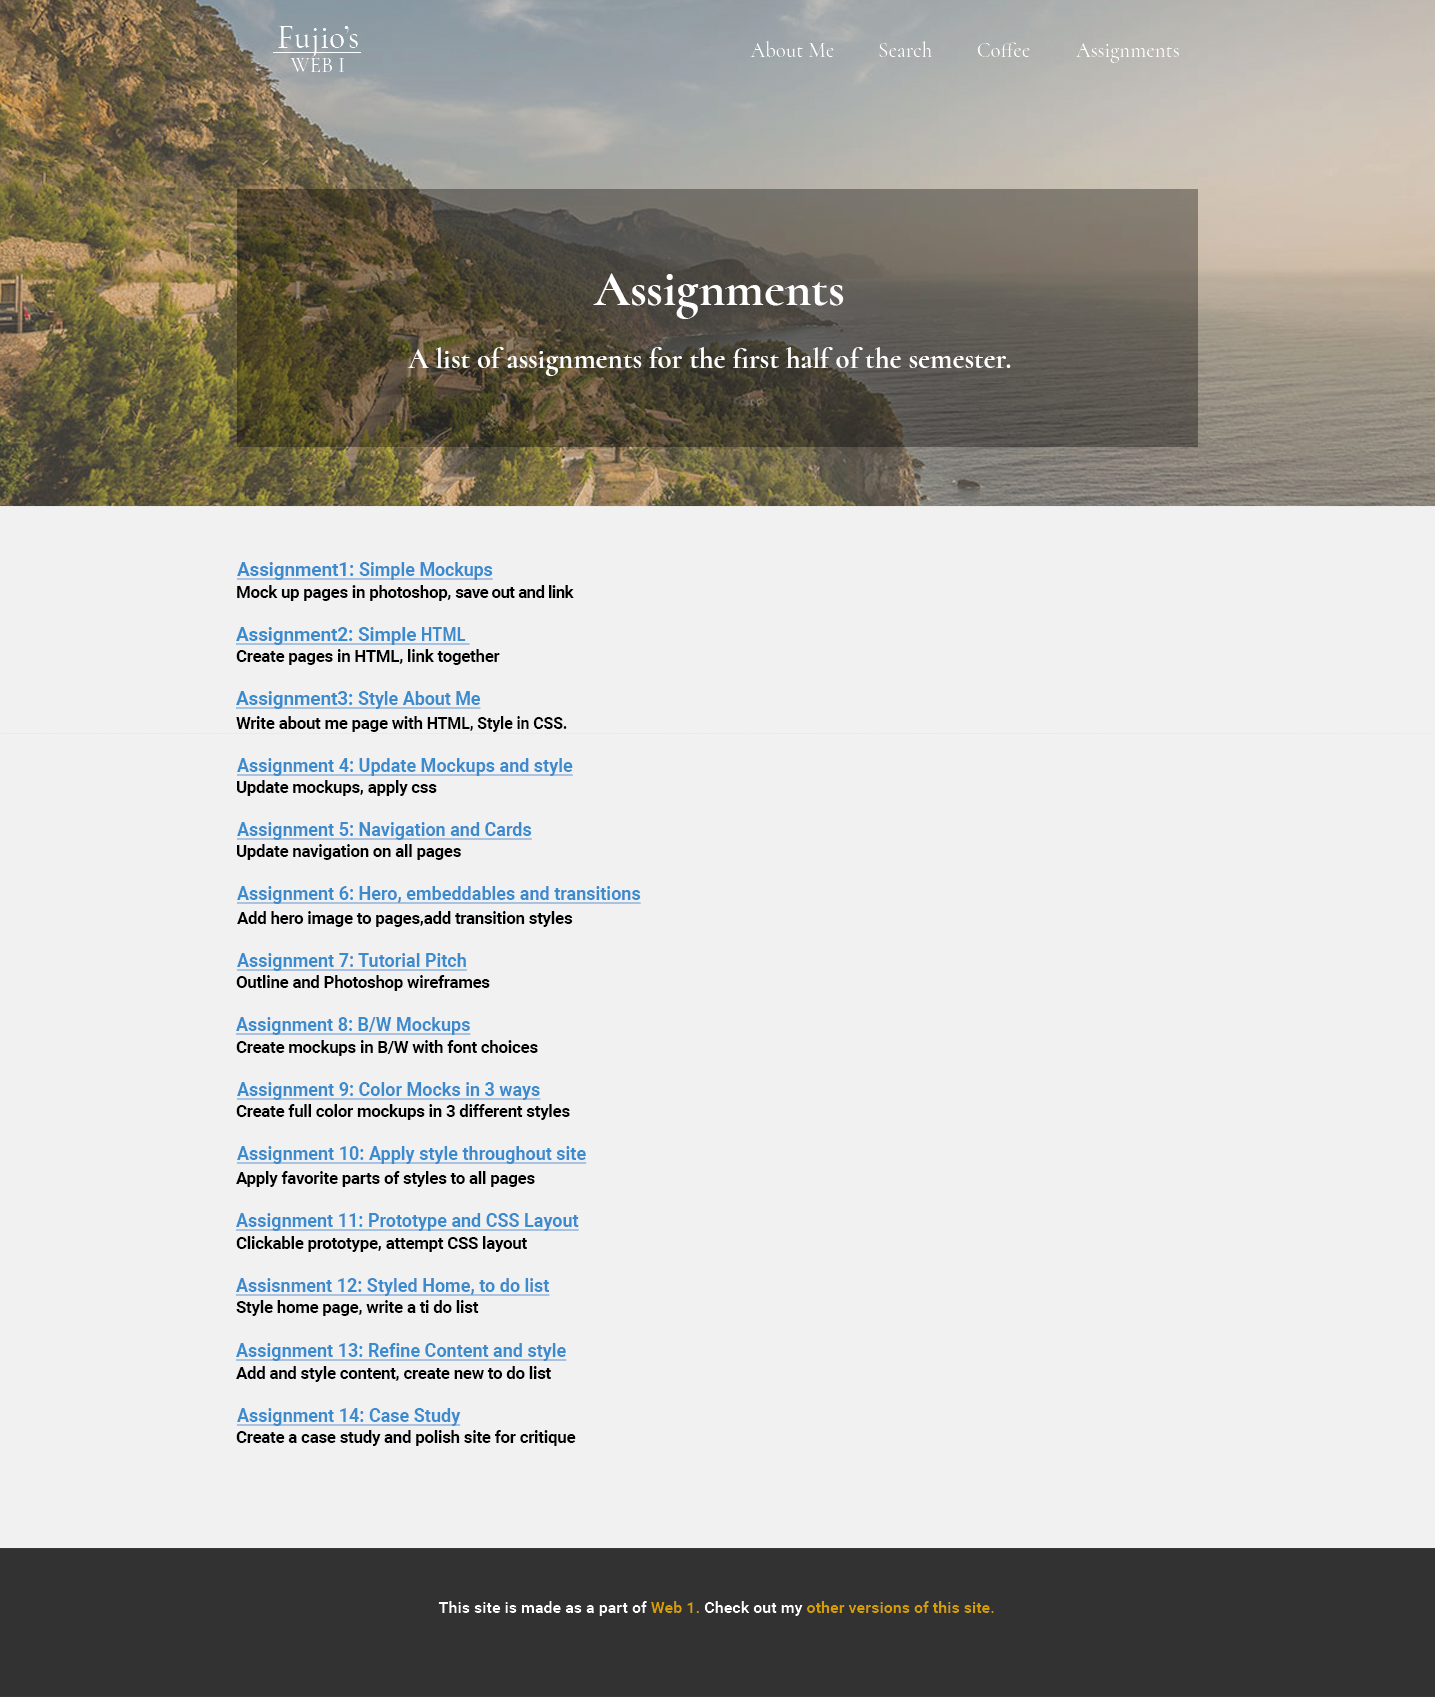 Fujio's
WEB I
About Me Search Coffee Assignments
Assignments
A list of assignments for the first half of the semester.
Assignment1: Simple Mockups
Mock up pages in photoshop, save out and link
Assignment2: Simple HTML
Create pages in HTML, link together
Assignment3: Style About Me
Write about me page with HTML, Style in CSS.
Assignment 4: Update Mockups and style
Update mockups, apply css
Assignment 5: Navigation and Cards
Update navigation on all pages
Assignment 6: Hero, embeddables and transitions
Add hero image to pages,add transition styles
Assignment 7: Tutorial Pitch
Outline and Photoshop wireframes
Assignment 8: B/W Mockups
Create mockups in B/W with font choices
Assignment 9: Color Mocks in 3 ways
Create full color mockups in 3 different styles
Assignment 10: Apply style throughout site
Apply favorite parts of styles to all pages
Assignment 11: Prototype and CSS Layout
Clickable prototype, attempt CSS layout
Assisnment 12: Styled Home, to do list
Style home page, write a ti do list
Assignment 13: Refine Content and style
Add and style content, create new to do list
Assignment 14: Case Study
Create a case study and polish site for critique
This site is made as a part of Web 1. Check out my other versions of this site.